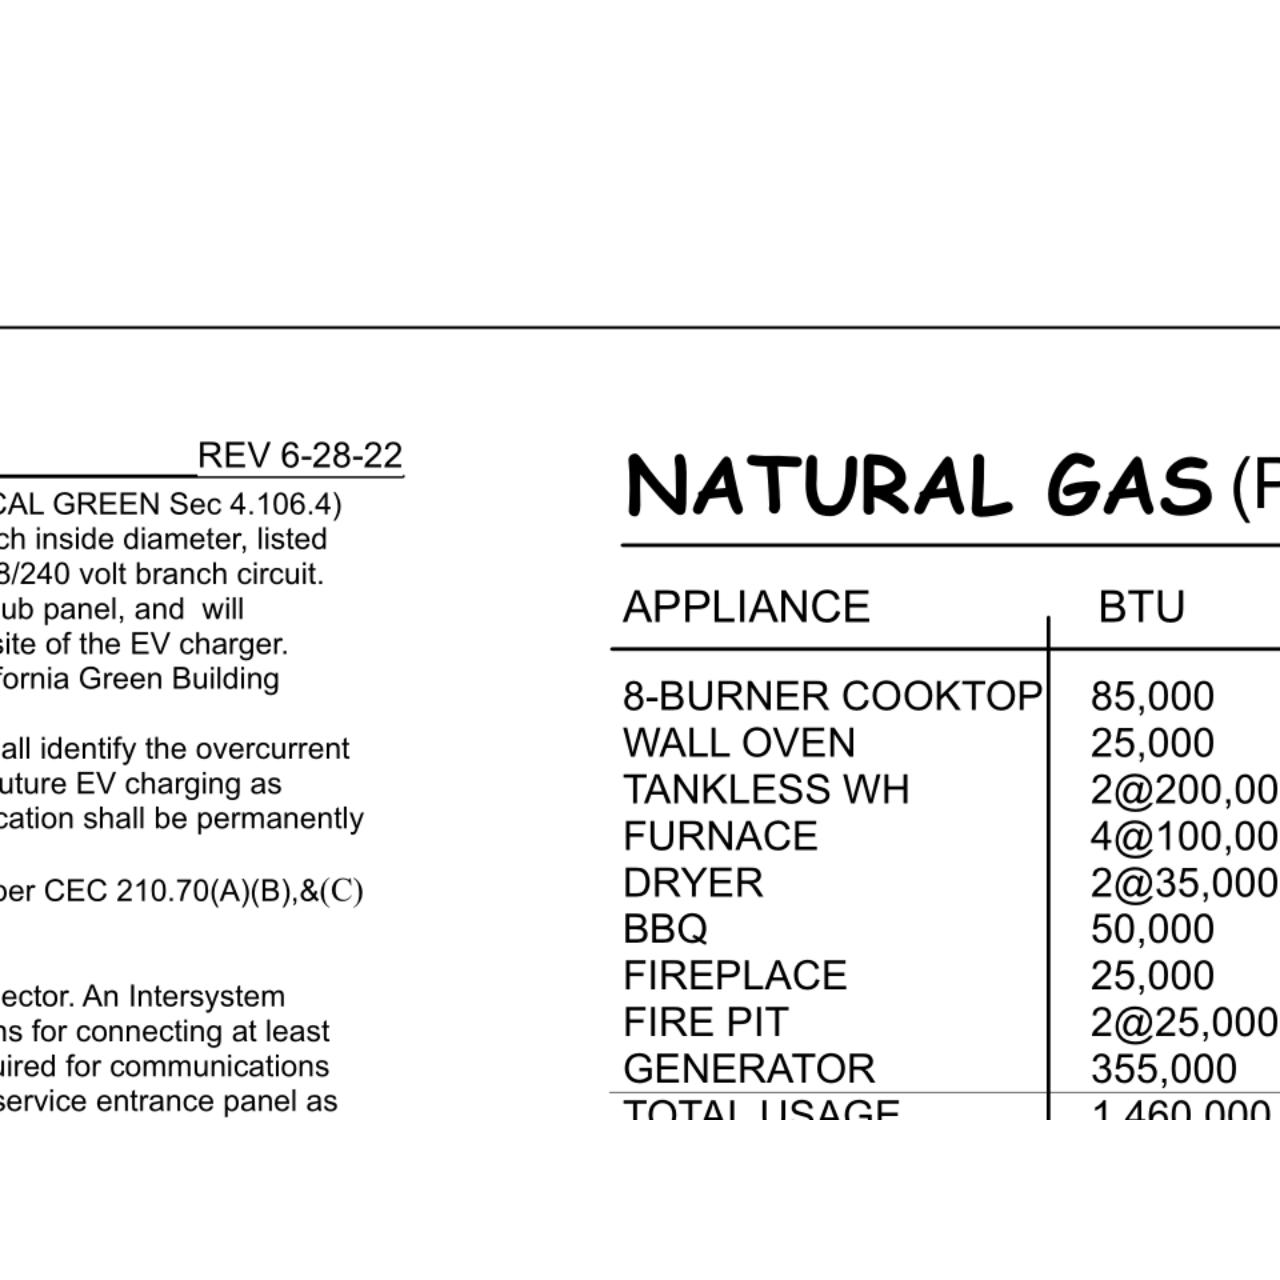 REV 6-28-22
CAL GREEN Sec 4.106.4)
ch inside diameter, listed
8/240 volt branch circuit.
ub panel, and  will
site of the EV charger.
fornia Green Building
all identify the overcurrent
uture EV charging as
cation shall be permanently
per CEC 210.70(A)(B),&(C)
ector. An Intersystem
ns for connecting at least
uired for communications
service entrance panel as
NATURAL GAS (P
APPLIANCE BTU
8-BURNER COOKTOP 85,000
WALL OVEN 25,000
TANKLESS WH 2@200,00
FURNACE 4@100,00
DRYER 2@35,000
BBQ 50,000
FIREPLACE 25,000
FIRE PIT 2@25,000
GENERATOR 355,000
TOTAL USAGE 1,460,000